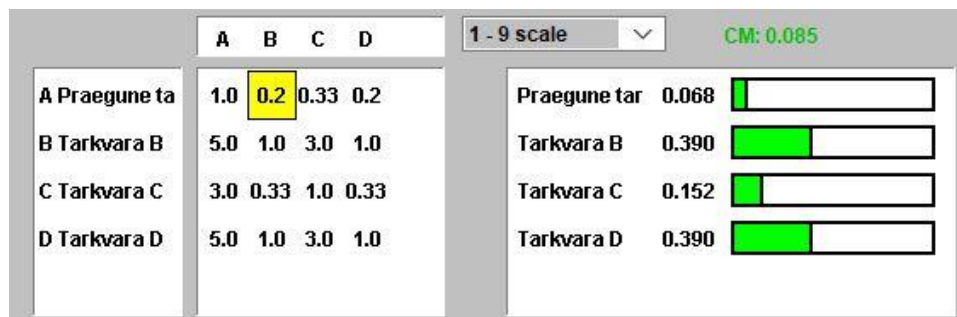 A B C D
1 - 9 scale
CM: 0.085
A Praegune ta 1.0 0.2 0.33 0.2
B Tarkvara B 5.0 1.0 3.0 1.0
C Tarkvara C 3.0 0.33 1.0 0.33
D Tarkvara D 5.0 1.0 3.0 1.0
Praegune tar 0.068
Tarkvara B 0.390
Tarkvara C 0.152
Tarkvara D 0.390